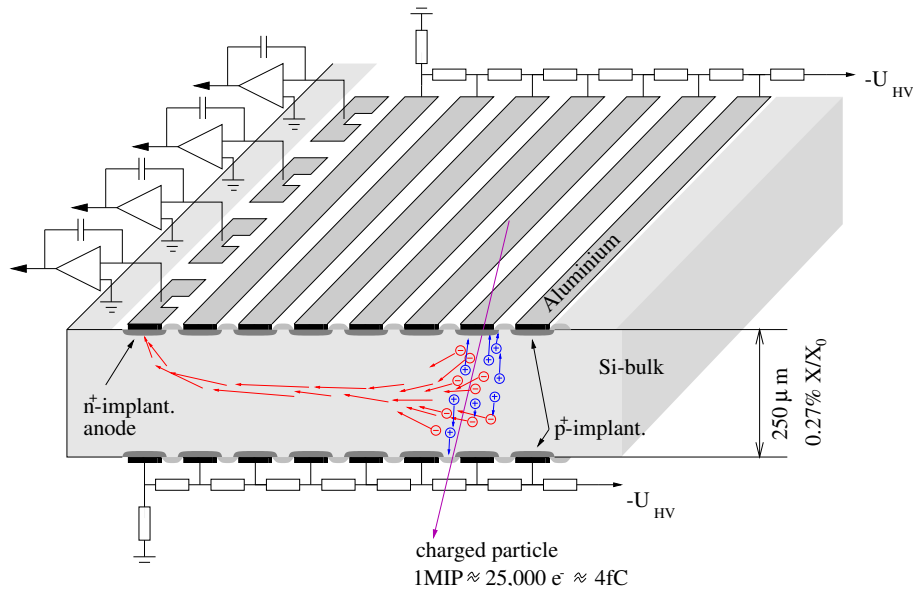 -U HV
Aluminium
Si-bulk
n⁺-implant.
anode
p⁺-implant.
250 μ m
0.27% X/X₀
-U HV
charged particle
1MIP ≈ 25,000 e⁻ ≈ 4fC